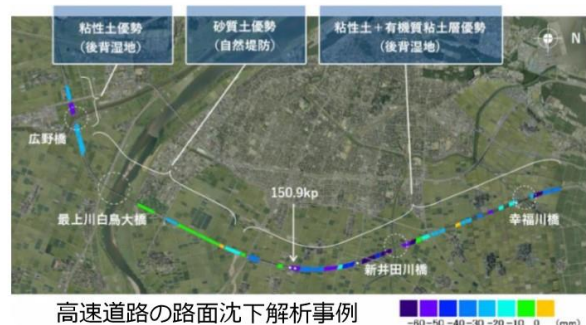 粘性土優勢
(後背湿地)
砂質土優勢
(自然堤防)
粘性土+有機質粘土層優勢
(後背湿地)
N
広野橋
150.9kp
最上川白鳥大橋
幸福川橋
新井田川橋
高速道路の路面沈下解析事例
-60 -50 -40 -30 -20 -10 0 (mm)